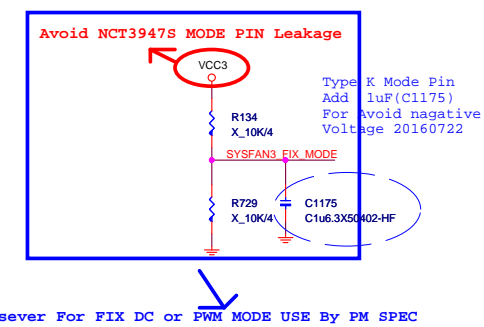 Avoid NCT3947S MODE PIN Leakage
VCC3
Type K Mode Pin
Add 1uF(C1175)
For Avoid nagative
Voltage 20160722
R134
X_10K/4
SYSFAN3_FIX_MODE
R729
X_10K/4
C1175
C1u6.3X50402-HF
sever For FIX DC or PWM MODE USE By PM SPEC